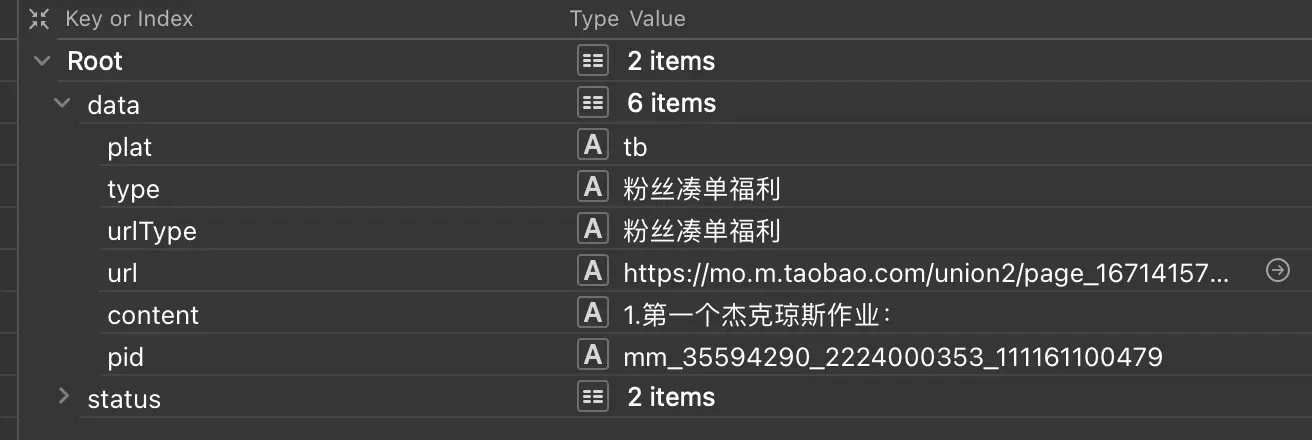 Key or Index Type Value
Root 2 items
data 6 items
plat A tb
type A 粉丝凑单福利
urlType A 粉丝凑单福利
url A https://mo.m.taobao.com/union2/page_16714157...
content A 1.第一个杰克琼斯作业：
pid A mm_35594290_2224000353_111161100479
status 2 items